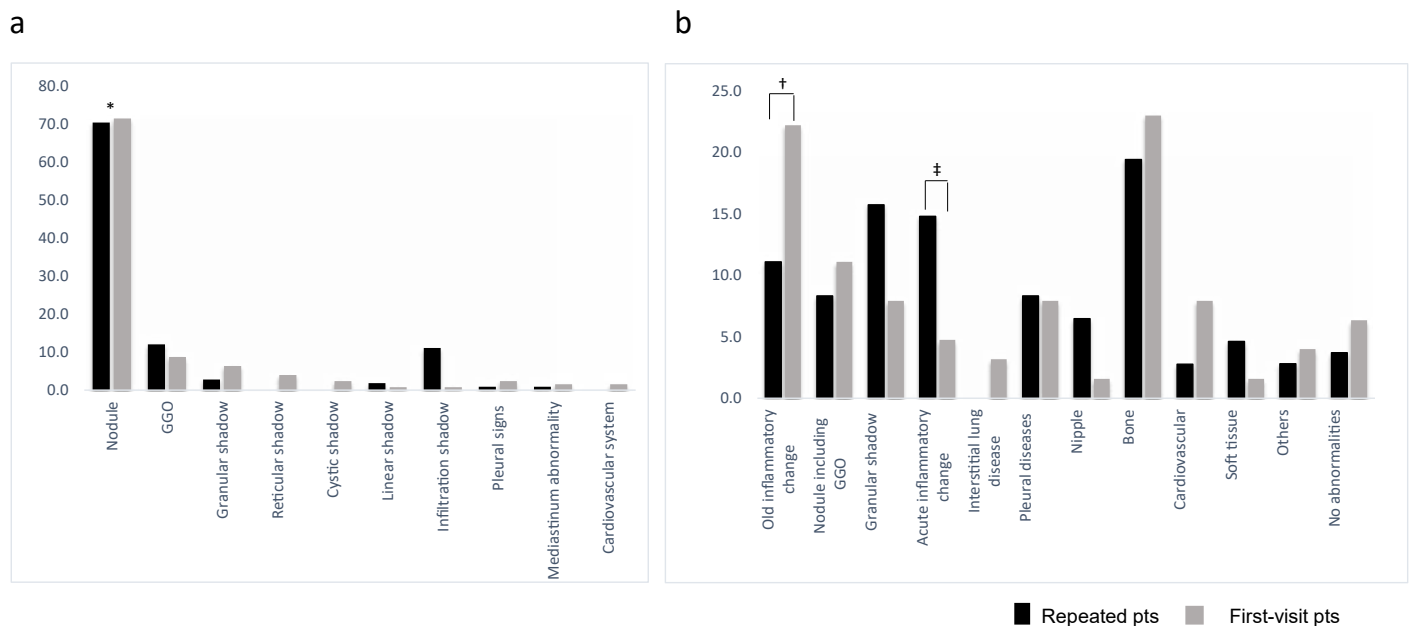 a
80.0
70.0
60.0
50.0
40.0
30.0
20.0
10.0
0.0
*
Nodule
GGO
Granular shadow
Reticular shadow
Cystic shadow
Linear shadow
Infiltration shadow
Pleural signs
Mediastinum abnormality
Cardiovascular system
b
25.0
20.0
15.0
10.0
5.0
0.0
†
‡
Old inflammatory
change
Nodule including
GGO
Granular shadow
Acute inflammatory
change
Interstitial lung
disease
Pleural diseases
Nipple
Bone
Cardiovascular
Soft tissue
Others
No abnormalities
Repeated pts
First-visit pts